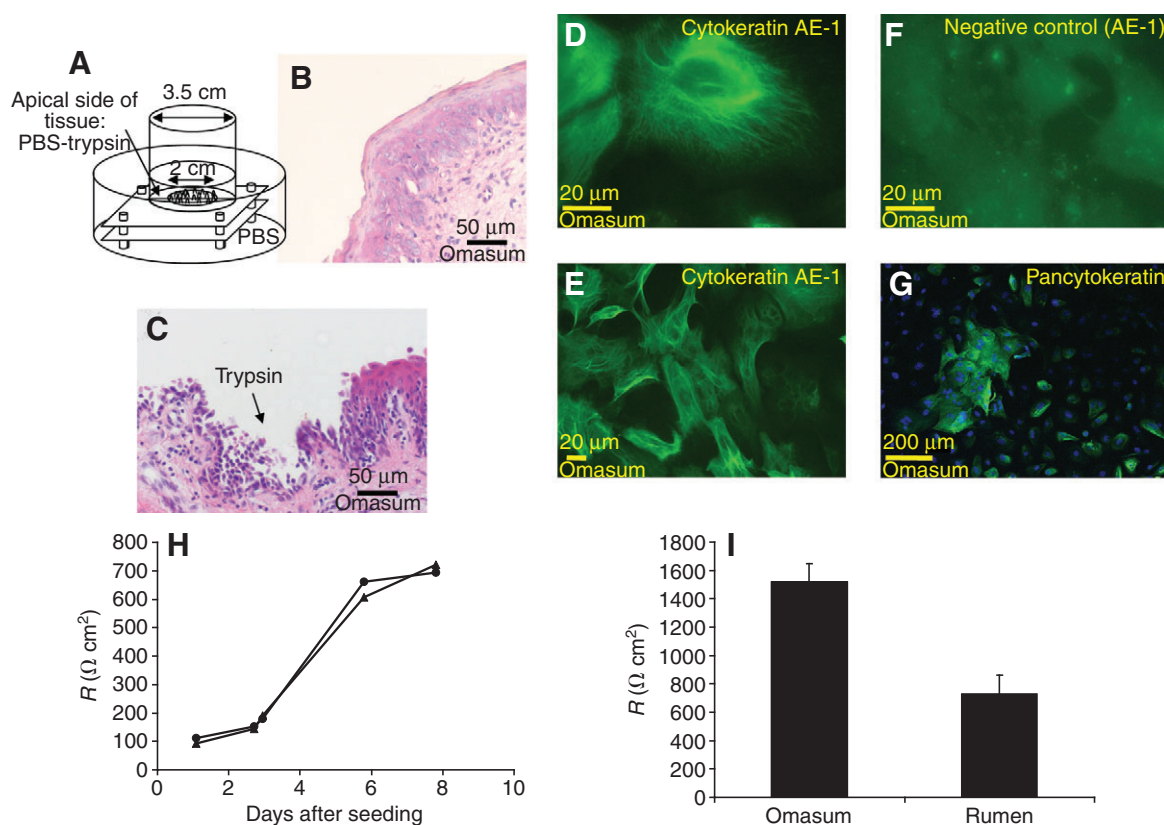 A
3.5 cm
Apical side of
tissue:
PBS-trypsin
2 cm
PBS
B
50 μm
Omasum
C
Trypsin
50 μm
Omasum
D
Cytokeratin AE-1
20 μm
Omasum
F
Negative control (AE-1)
20 μm
Omasum
E
Cytokeratin AE-1
20 μm
Omasum
G
Pancytokeratin
200 μm
Omasum
H
800
700
600
500
400
300
200
100
0
R (Ω cm²)
0 2 4 6 8 10
Days after seeding
I
1800
1600
1400
1200
1000
800
600
400
200
0
R (Ω cm²)
Omasum Rumen